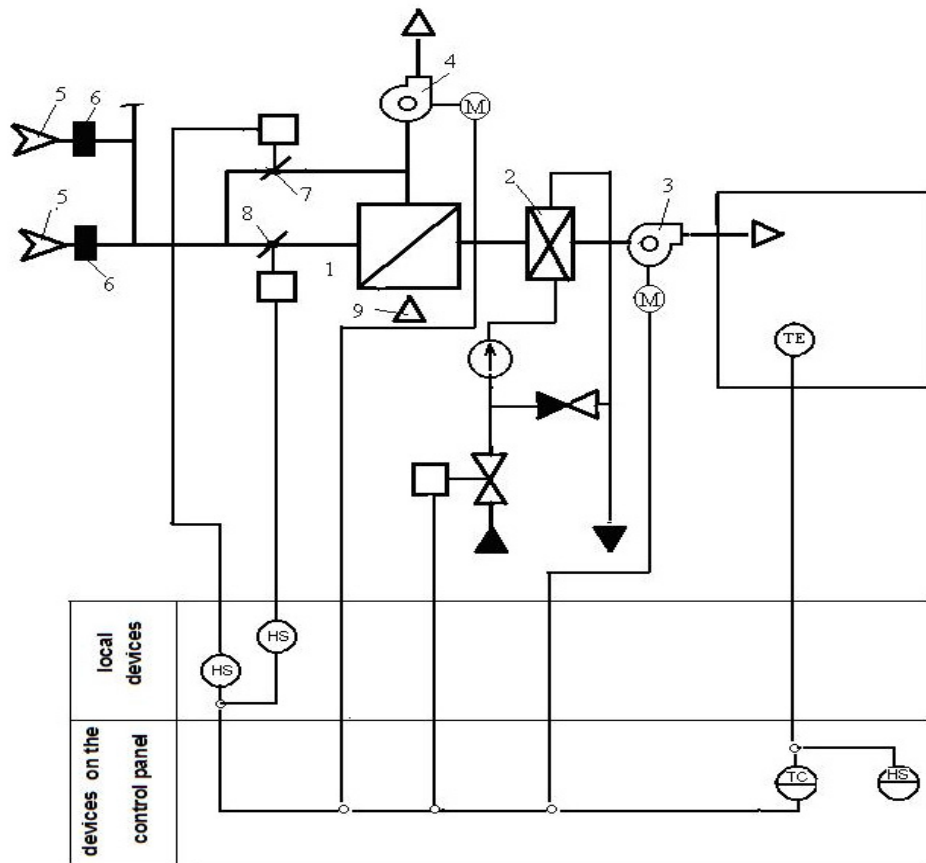 4
5
6
M
7
2
5
8
3
6
1
M
9
TE
local
devices
HS
HS
devices on the
control panel
TC
HS